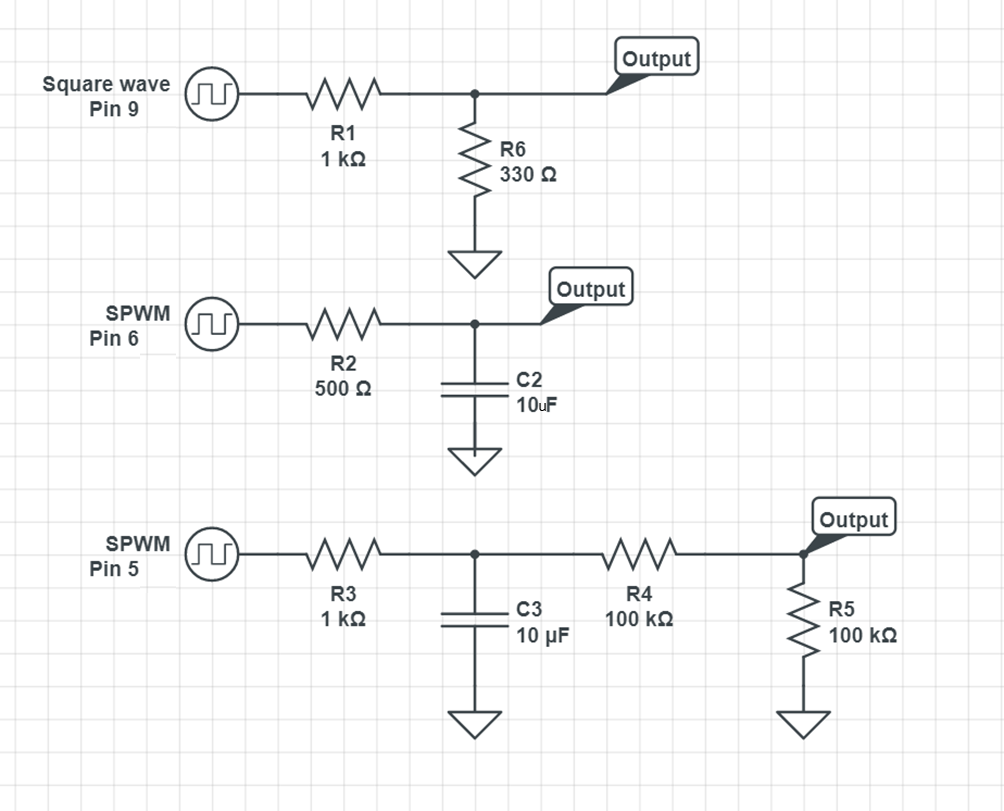 Output
Square wave
Pin 9
R1
1 kΩ
R6
330 Ω
Output
SPWM
Pin 6
R2
500 Ω
C2
10uF
Output
SPWM
Pin 5
R3
1 kΩ
C3
10 µF
R4
100 kΩ
R5
100 kΩ